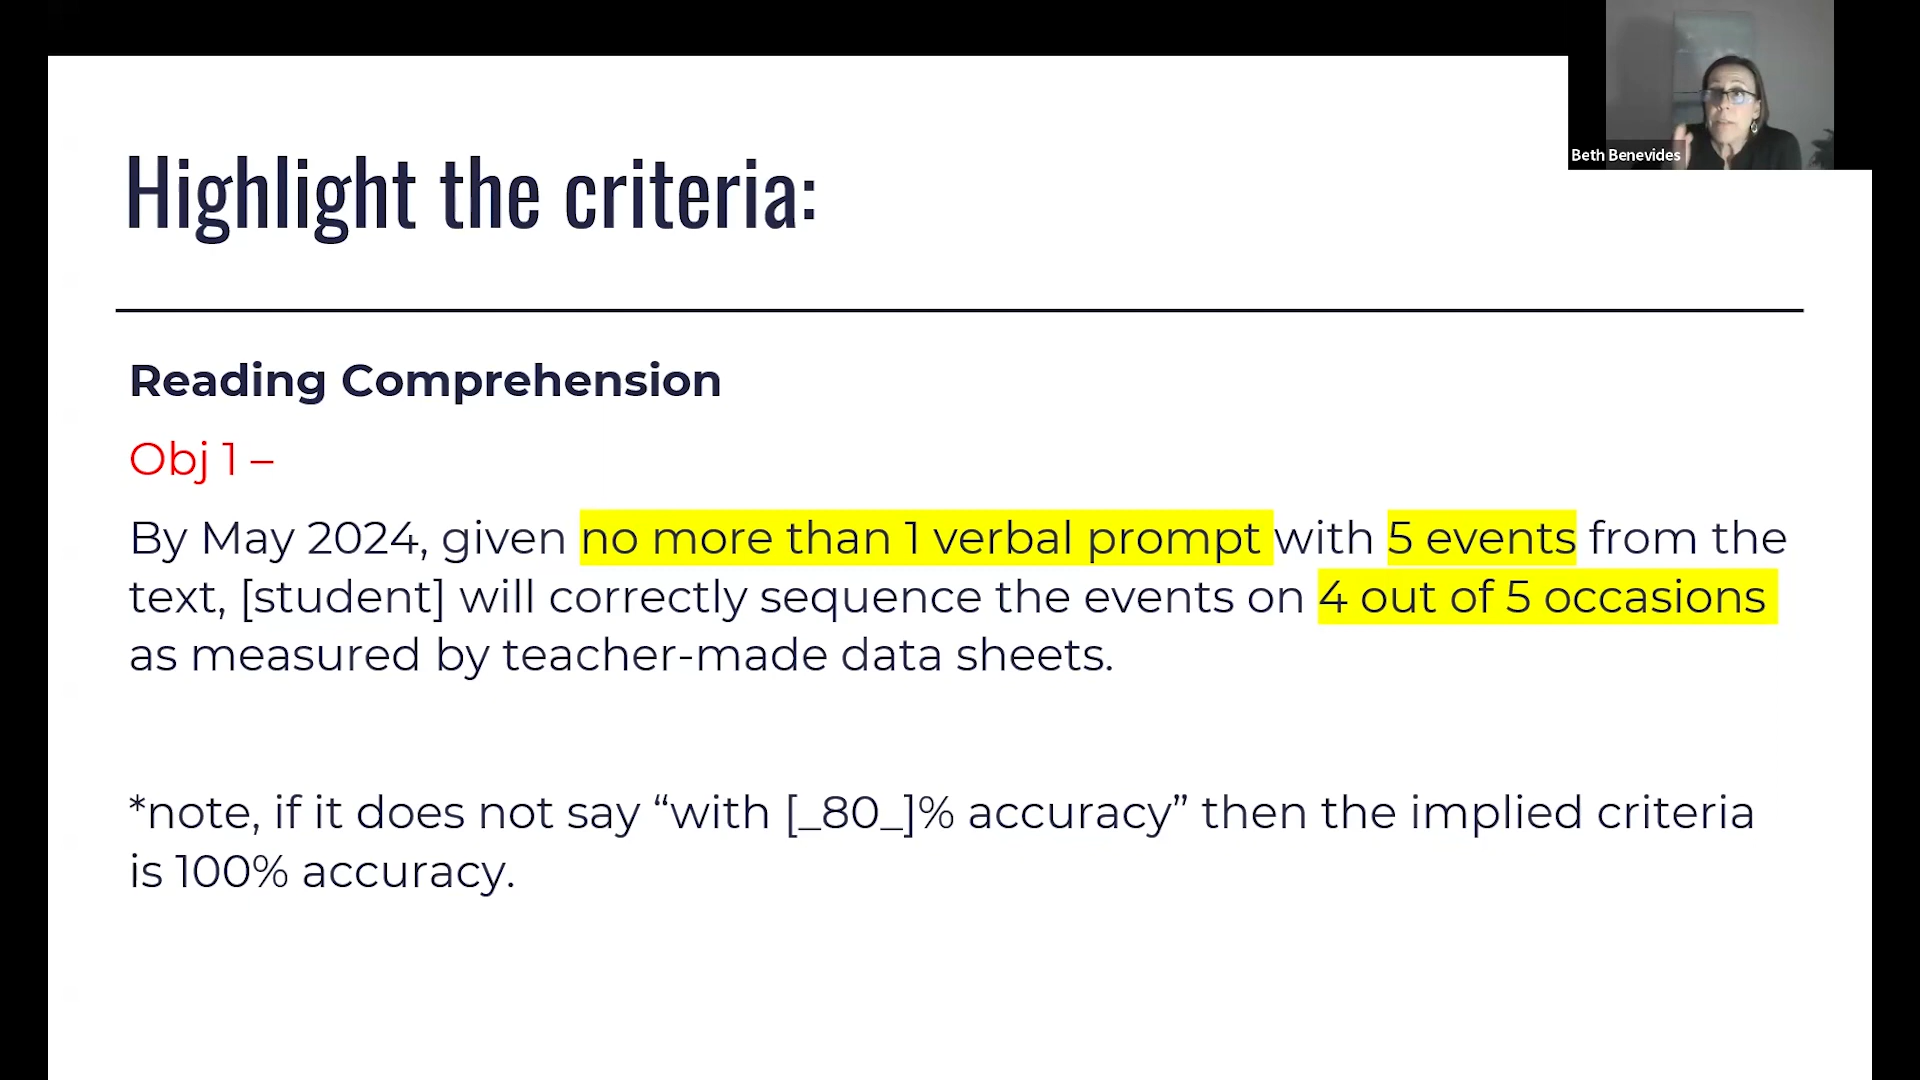 Beth Benevides
Highlight the criteria:
Reading Comprehension
Obj 1 –
By May 2024, given no more than 1 verbal prompt with 5 events from the
text, [student] will correctly sequence the events on 4 out of 5 occasions
as measured by teacher-made data sheets.
*note, if it does not say “with [_80_]% accuracy” then the implied criteria
is 100% accuracy.